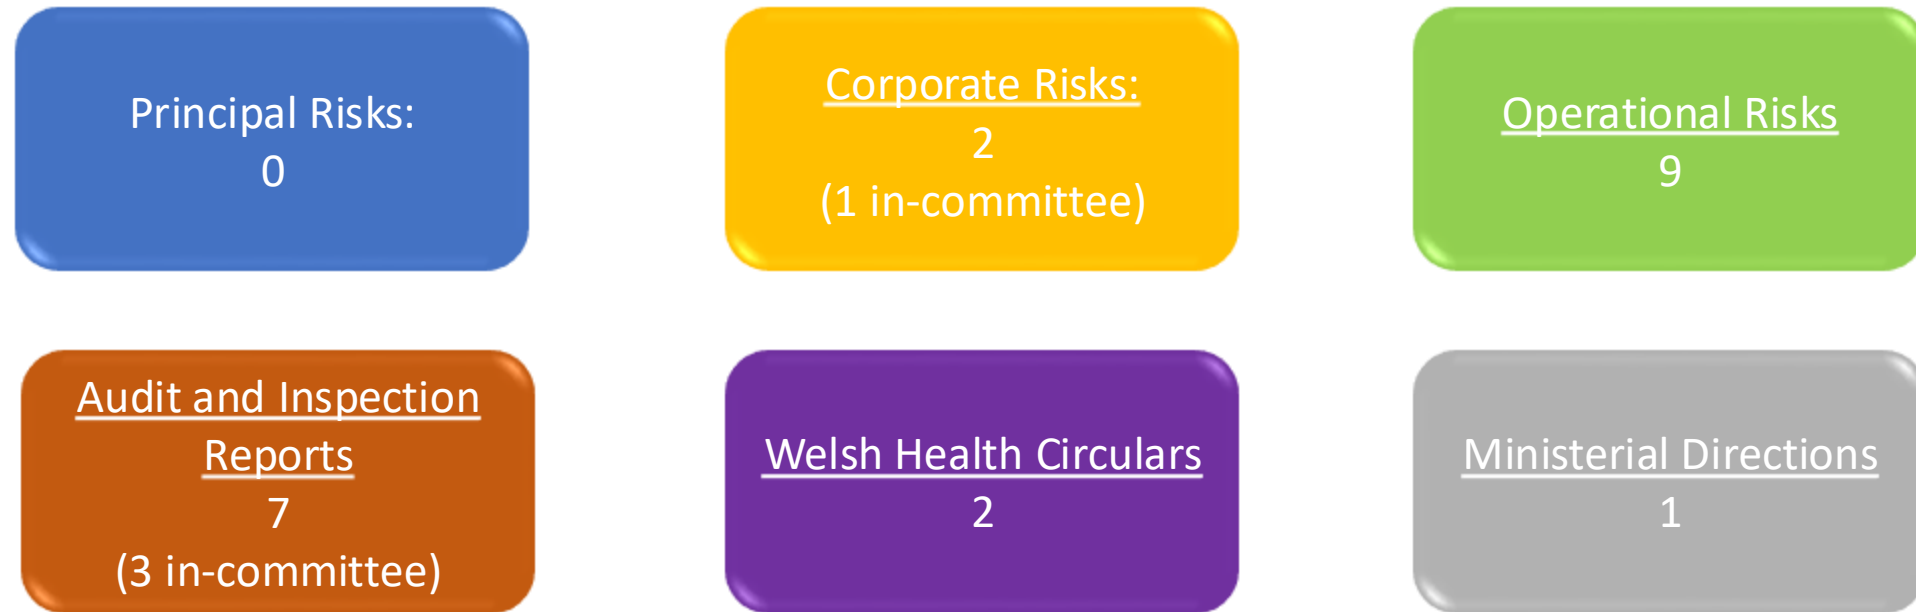 Principal Risks:
0
Corporate Risks:
2
(1 in-committee)
Operational Risks
9
Audit and Inspection
Reports
7
(3 in-committee)
Welsh Health Circulars
2
Ministerial Directions
1